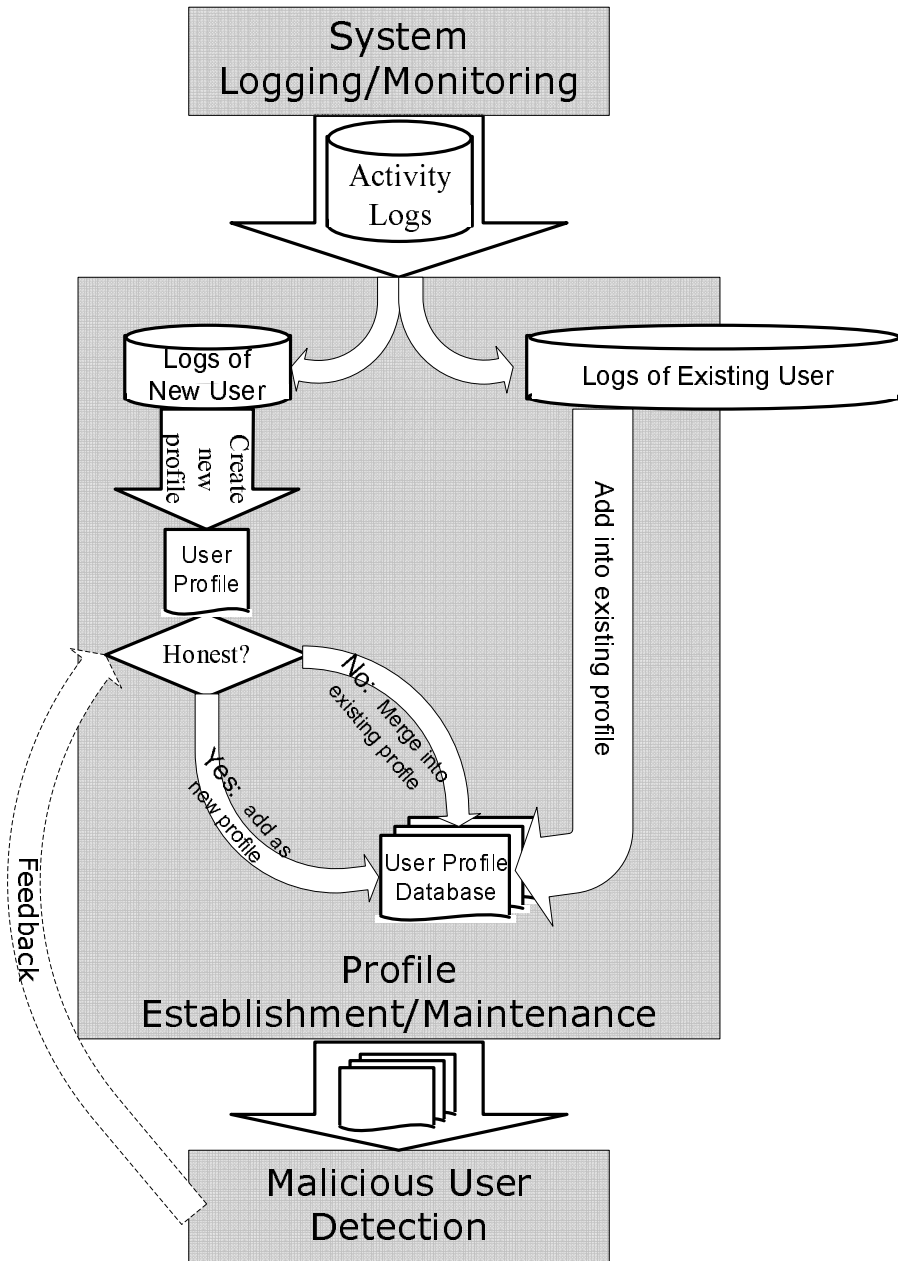 System
Logging/Monitoring
Activity
Logs
Logs of
New User
Logs of Existing User
Create
new
profile
Add into existing profile
User
Profile
Honest?
No: Merge into
existing profle
Yes: add as
new profile
User Profile
Database
Feedback
Profile
Establishment/Maintenance
Malicious User
Detection